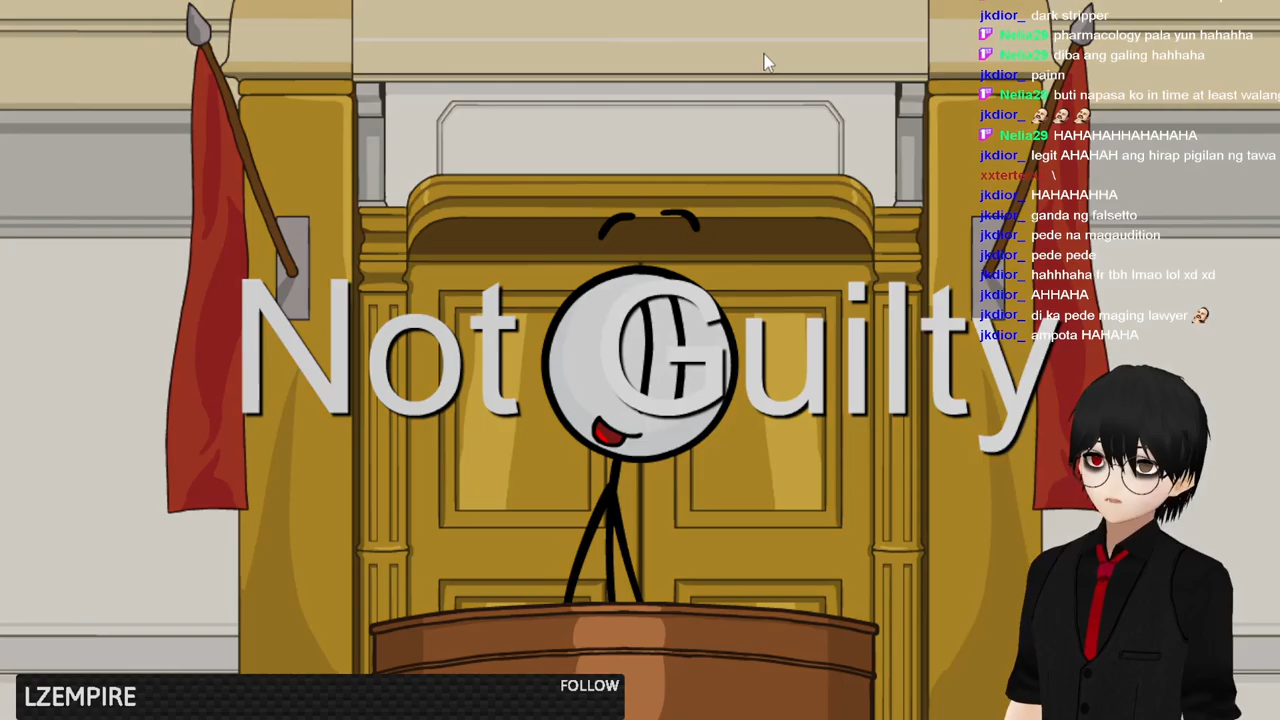 jkdior_ dark stripper
Nelia29 pharmacology pala yun hahahha
Nelia29 diba ang galing hahhaha
jkdior_ painn
Nelia29 buti napasa ko in time at least walang
jkdior_
Nelia29 HAHAHAHHAHAHAHA
jkdior_ legit AHAHAH ang hirap pigilan ng tawa
\
jkdior_ HAHAHAHHA
jkdior_ ganda ng falsetto
jkdior_ pede na magaudition
jkdior_ pede pede
jkdior_ hahhhaha fr tbh lmao lol xd xd
jkdior_ AHHAHA
jkdior_ di ka pede maging lawyer
jkdior_ ampota HAHAHA
Not Guilty
LZEMPIRE
FOLLOW